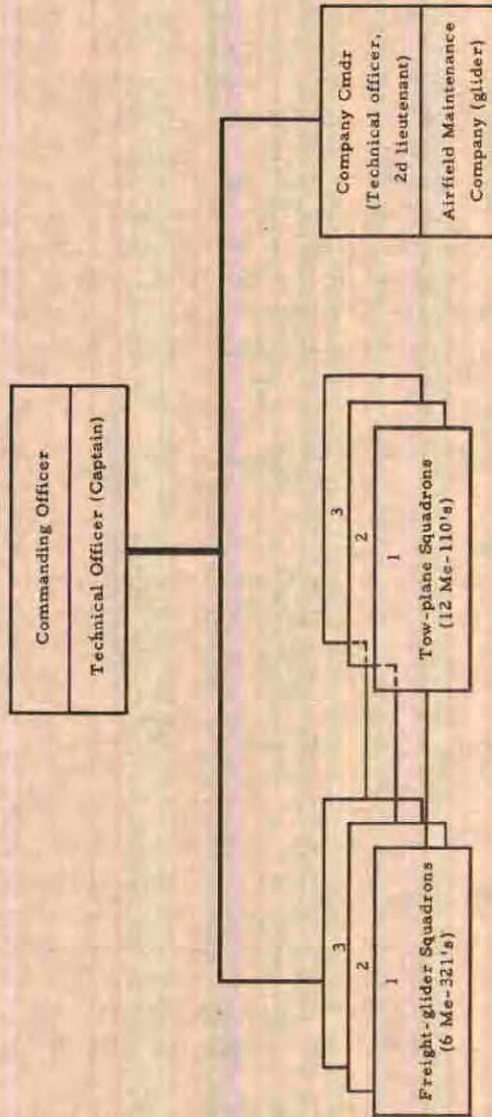 Commanding Officer
Technical Officer (Captain)
3
2
1
Freight-glider Squadrons
(6 Me-321's)
3
2
1
Tow-plane Squadrons
(12 Me-110's)
Company Cmdr
(Technical officer,
2d lieutenant)
Airfield Maintenance
Company (glider)